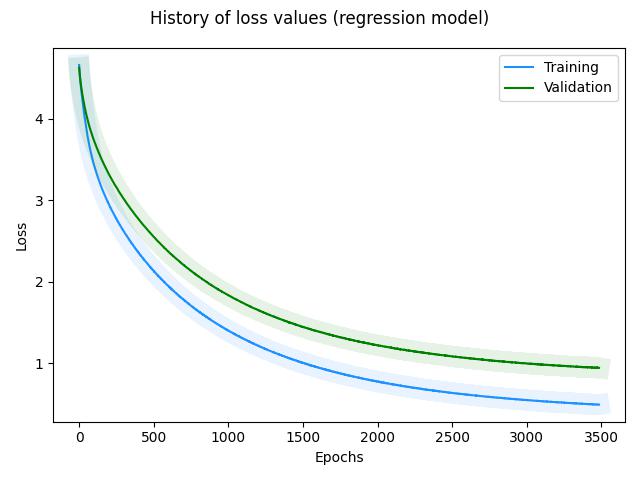 History of loss values (regression model)
Training
Validation
4
3
2
1
Loss
0 500 1000 1500 2000 2500 3000 3500
Epochs